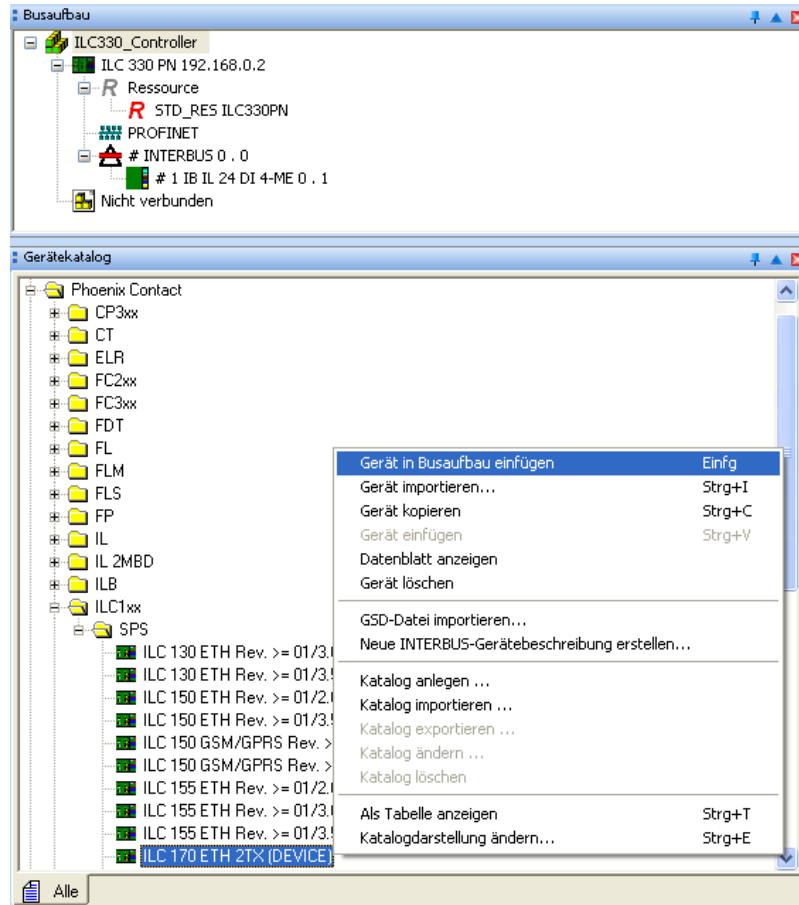 Busaufbau
ILC330_Controller
ILC 330 PN 192.168.0.2
R Ressource
R STD_RES ILC330PN
PROFINET
# INTERBUS 0 . 0
# 1 IB IL 24 DI 4-ME 0 . 1
Nicht verbunden
Gerätekatalog
Phoenix Contact
CP3xx
CT
ELR
FC2xx
FC3xx
FDT
FL
FLM
FLS
FP
IL
IL 2MBD
ILB
ILC1xx
SPS
ILC 130 ETH Rev. >= 01/3.
ILC 130 ETH Rev. >= 01/3.
ILC 150 ETH Rev. >= 01/2.
ILC 150 ETH Rev. >= 01/3.
ILC 150 GSM/GPRS Rev. >
ILC 150 GSM/GPRS Rev. >
ILC 155 ETH Rev. >= 01/2.
ILC 155 ETH Rev. >= 01/3.
ILC 155 ETH Rev. >= 01/3.
ILC 170 ETH 2TX (DEVICE)
Gerät in Busaufbau einfügen Einfg
Gerät importieren... Strg+I
Gerät kopieren Strg+C
Gerät einfügen Strg+V
Datenblatt anzeigen
Gerät löschen
GSD-Datei importieren...
Neue INTERBUS-Gerätebeschreibung erstellen...
Katalog anlegen ...
Katalog importieren ...
Katalog exportieren ...
Katalog ändern ...
Katalog löschen
Als Tabelle anzeigen Strg+T
Katalogdarstellung ändern... Strg+E
Alle